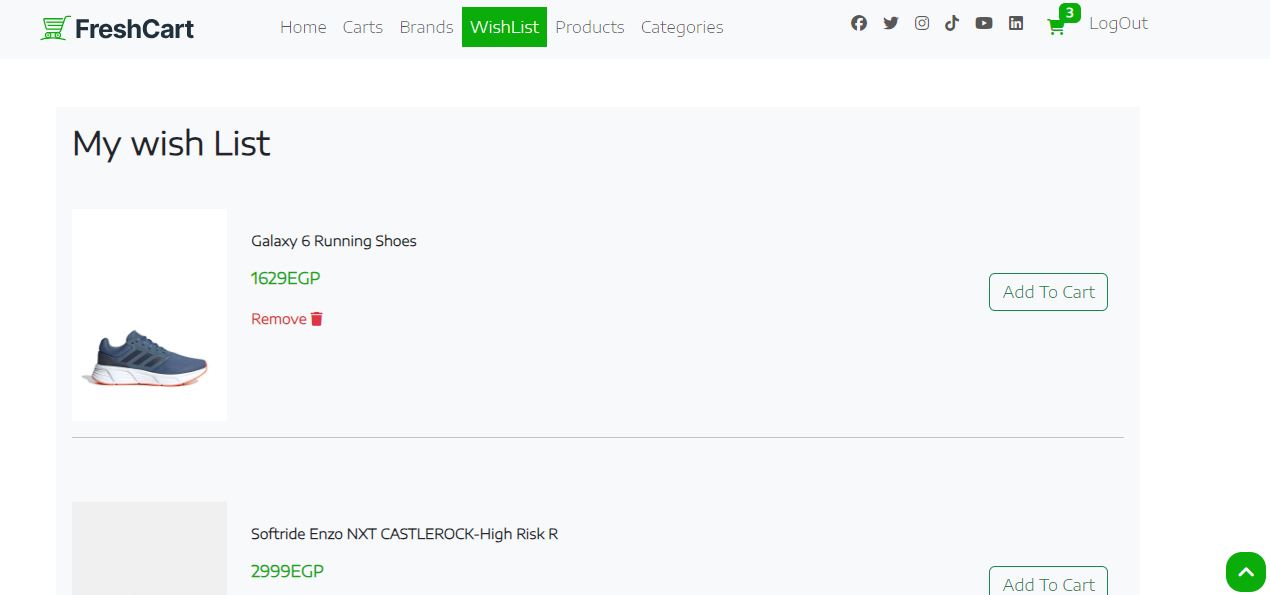 FreshCart Home Carts Brands WishList Products Categories 3 LogOut
My wish List
Galaxy 6 Running Shoes
1629EGP
Remove
Add To Cart
Softride Enzo NXT CASTLEROCK-High Risk R
2999EGP
Add To Cart